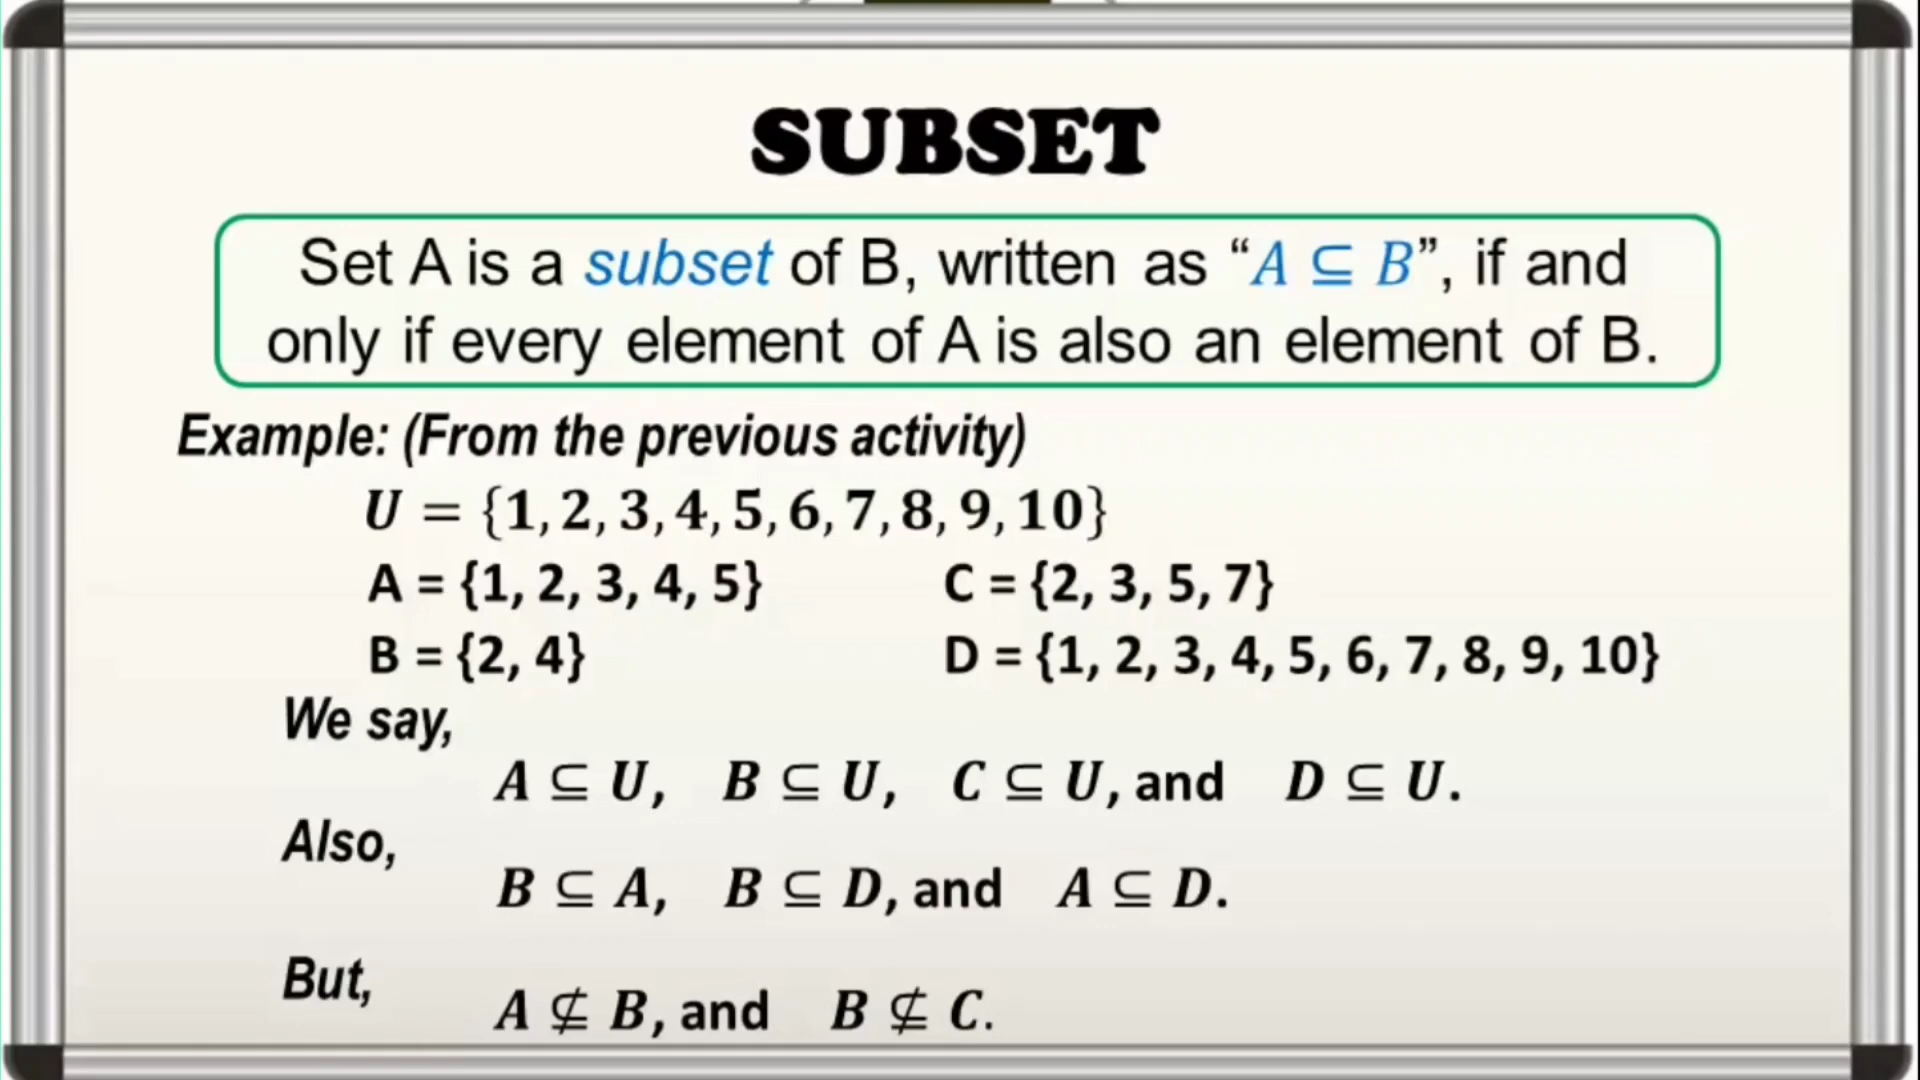 SUBSET
Set A is a subset of B, written as “A ⊆ B”, if and
only if every element of A is also an element of B.
Example: (From the previous activity)
U = {1, 2, 3, 4, 5, 6, 7, 8, 9, 10}
A = {1, 2, 3, 4, 5} C = {2, 3, 5, 7}
B = {2, 4} D = {1, 2, 3, 4, 5, 6, 7, 8, 9, 10}
We say,
A ⊆ U, B ⊆ U, C ⊆ U, and D ⊆ U.
Also,
B ⊆ A, B ⊆ D, and A ⊆ D.
But,
A ⊈ B, and B ⊈ C.